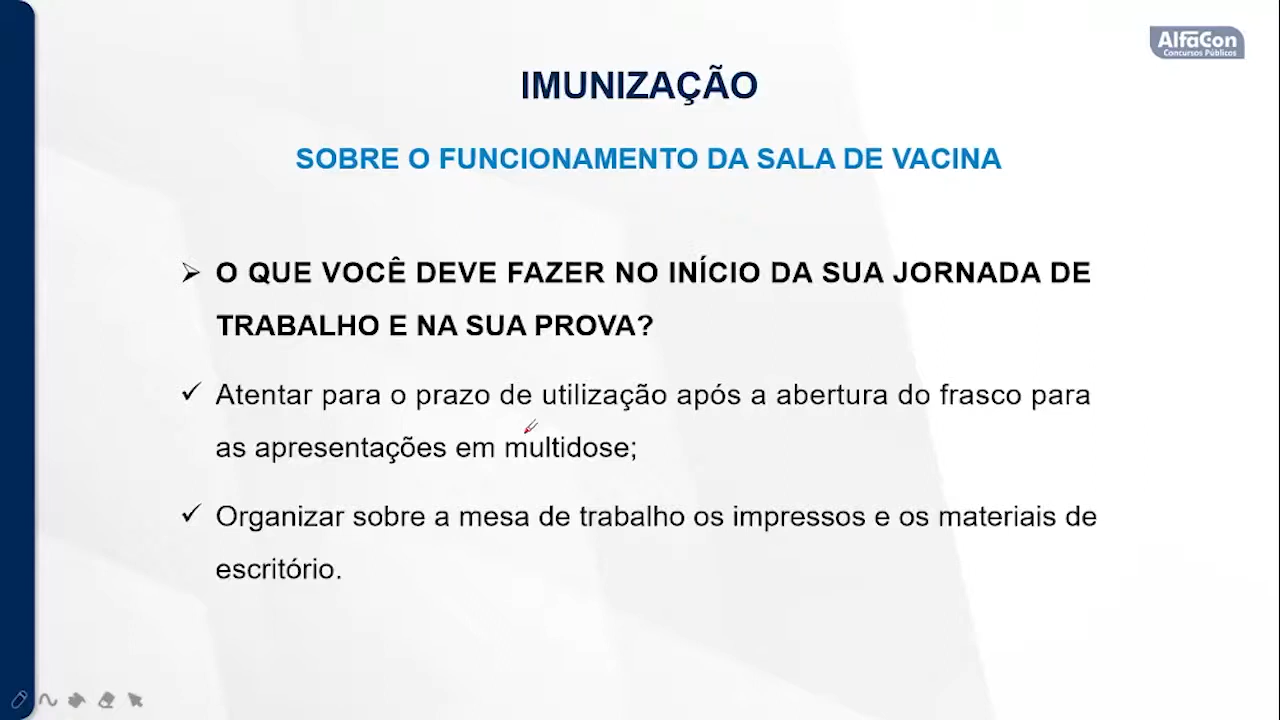 AlfaCon
Concursos Públicos
IMUNIZAÇÃO
SOBRE O FUNCIONAMENTO DA SALA DE VACINA
➢ O QUE VOCÊ DEVE FAZER NO INÍCIO DA SUA JORNADA DE
TRABALHO E NA SUA PROVA?
✓ Atentar para o prazo de utilização após a abertura do frasco para
as apresentações em multidose;
✓ Organizar sobre a mesa de trabalho os impressos e os materiais de
escritório.